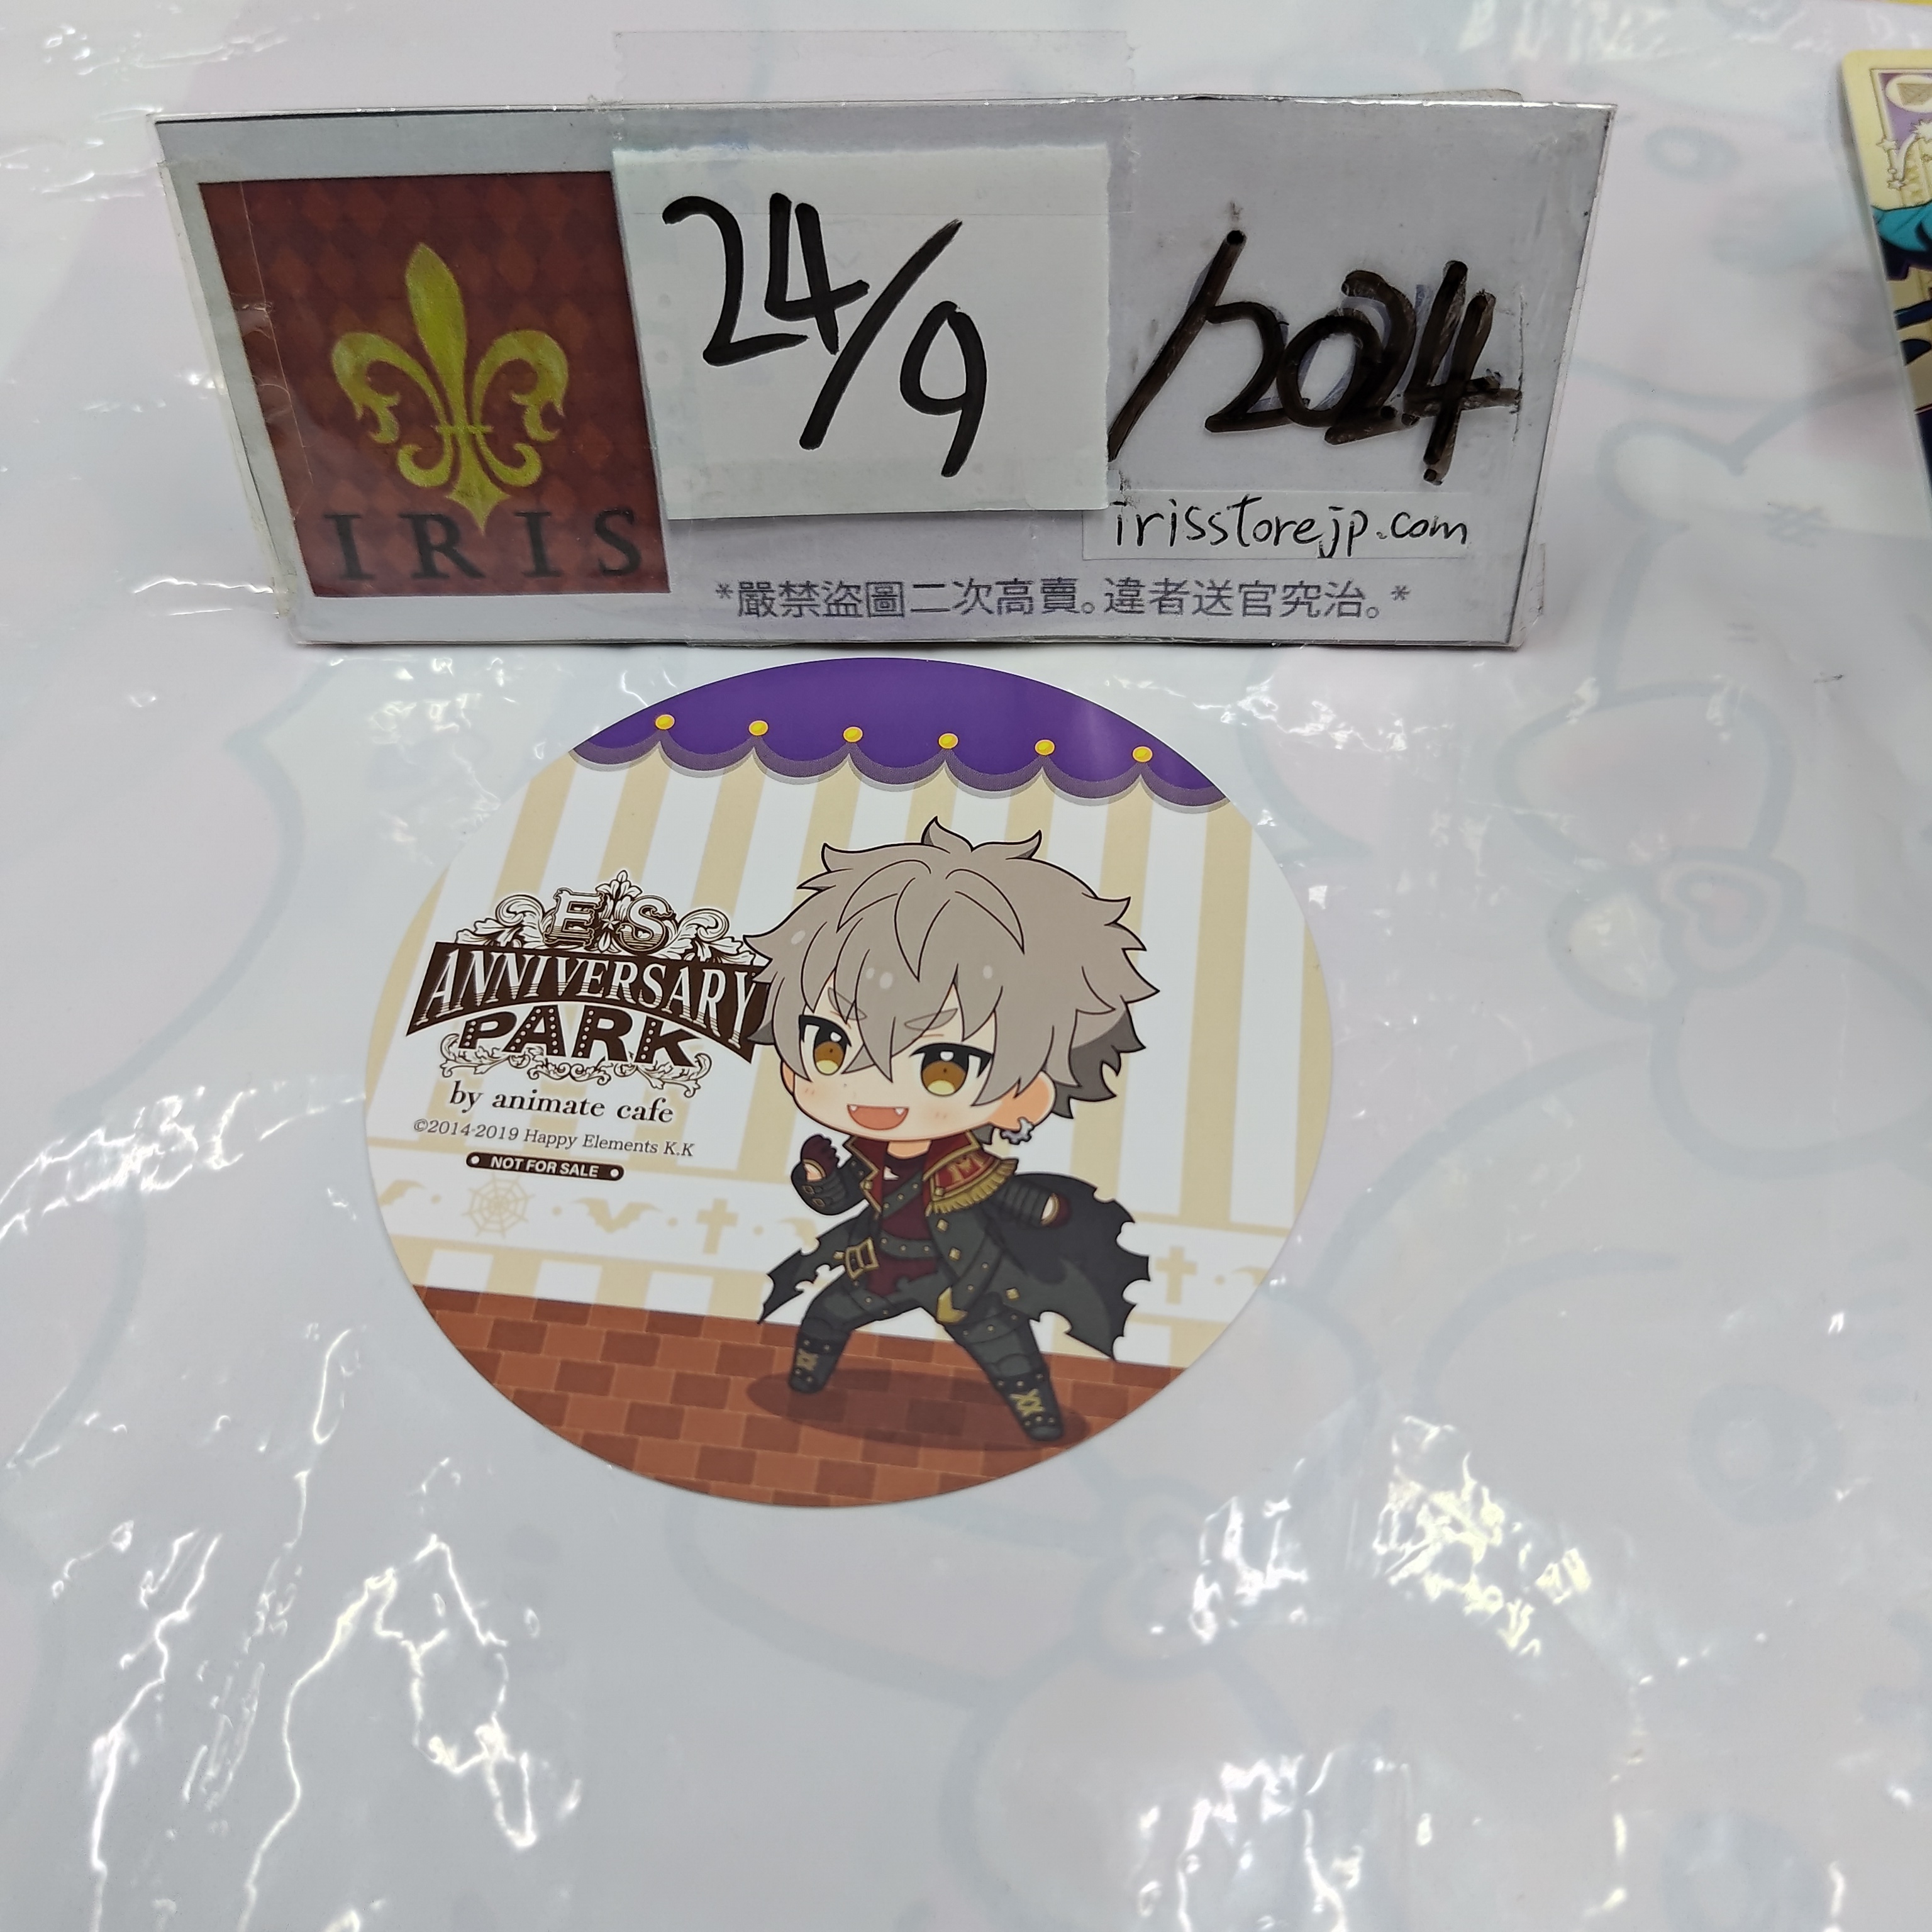 24/9
/2024
IRIS
irisstorejp.com
*嚴禁盜圖二次高賣。違者送官究治。*
ES
ANNIVERSARY
PARK
by animate cafe
©2014-2019 Happy Elements K.K
NOT FOR SALE